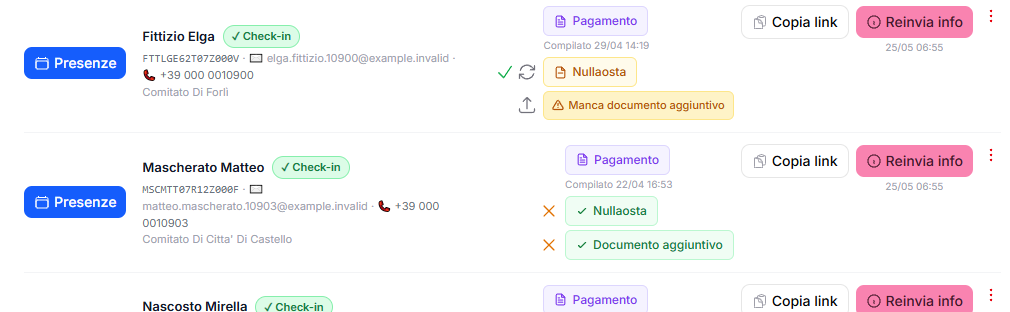 Presenze
Fittizio Elga ✓ Check-in
FTTLGE62T07Z000V · elga.fittizio.10900@example.invalid ·
+39 000 0010900
Comitato Di Forlì
Pagamento
Compilato 29/04 14:19
Nullaosta
Manca documento aggiuntivo
Copia link
Reinvia info
25/05 06:55
Presenze
Mascherato Matteo ✓ Check-in
MSCMTT07R12Z000F ·
matteo.mascherato.10903@example.invalid · +39 000
0010903
Comitato Di Citta' Di Castello
Pagamento
Compilato 22/04 16:53
Nullaosta
Documento aggiuntivo
Copia link
Reinvia info
25/05 06:55
Nascosto Mirella ✓ Check-in
Pagamento
Copia link
Reinvia info